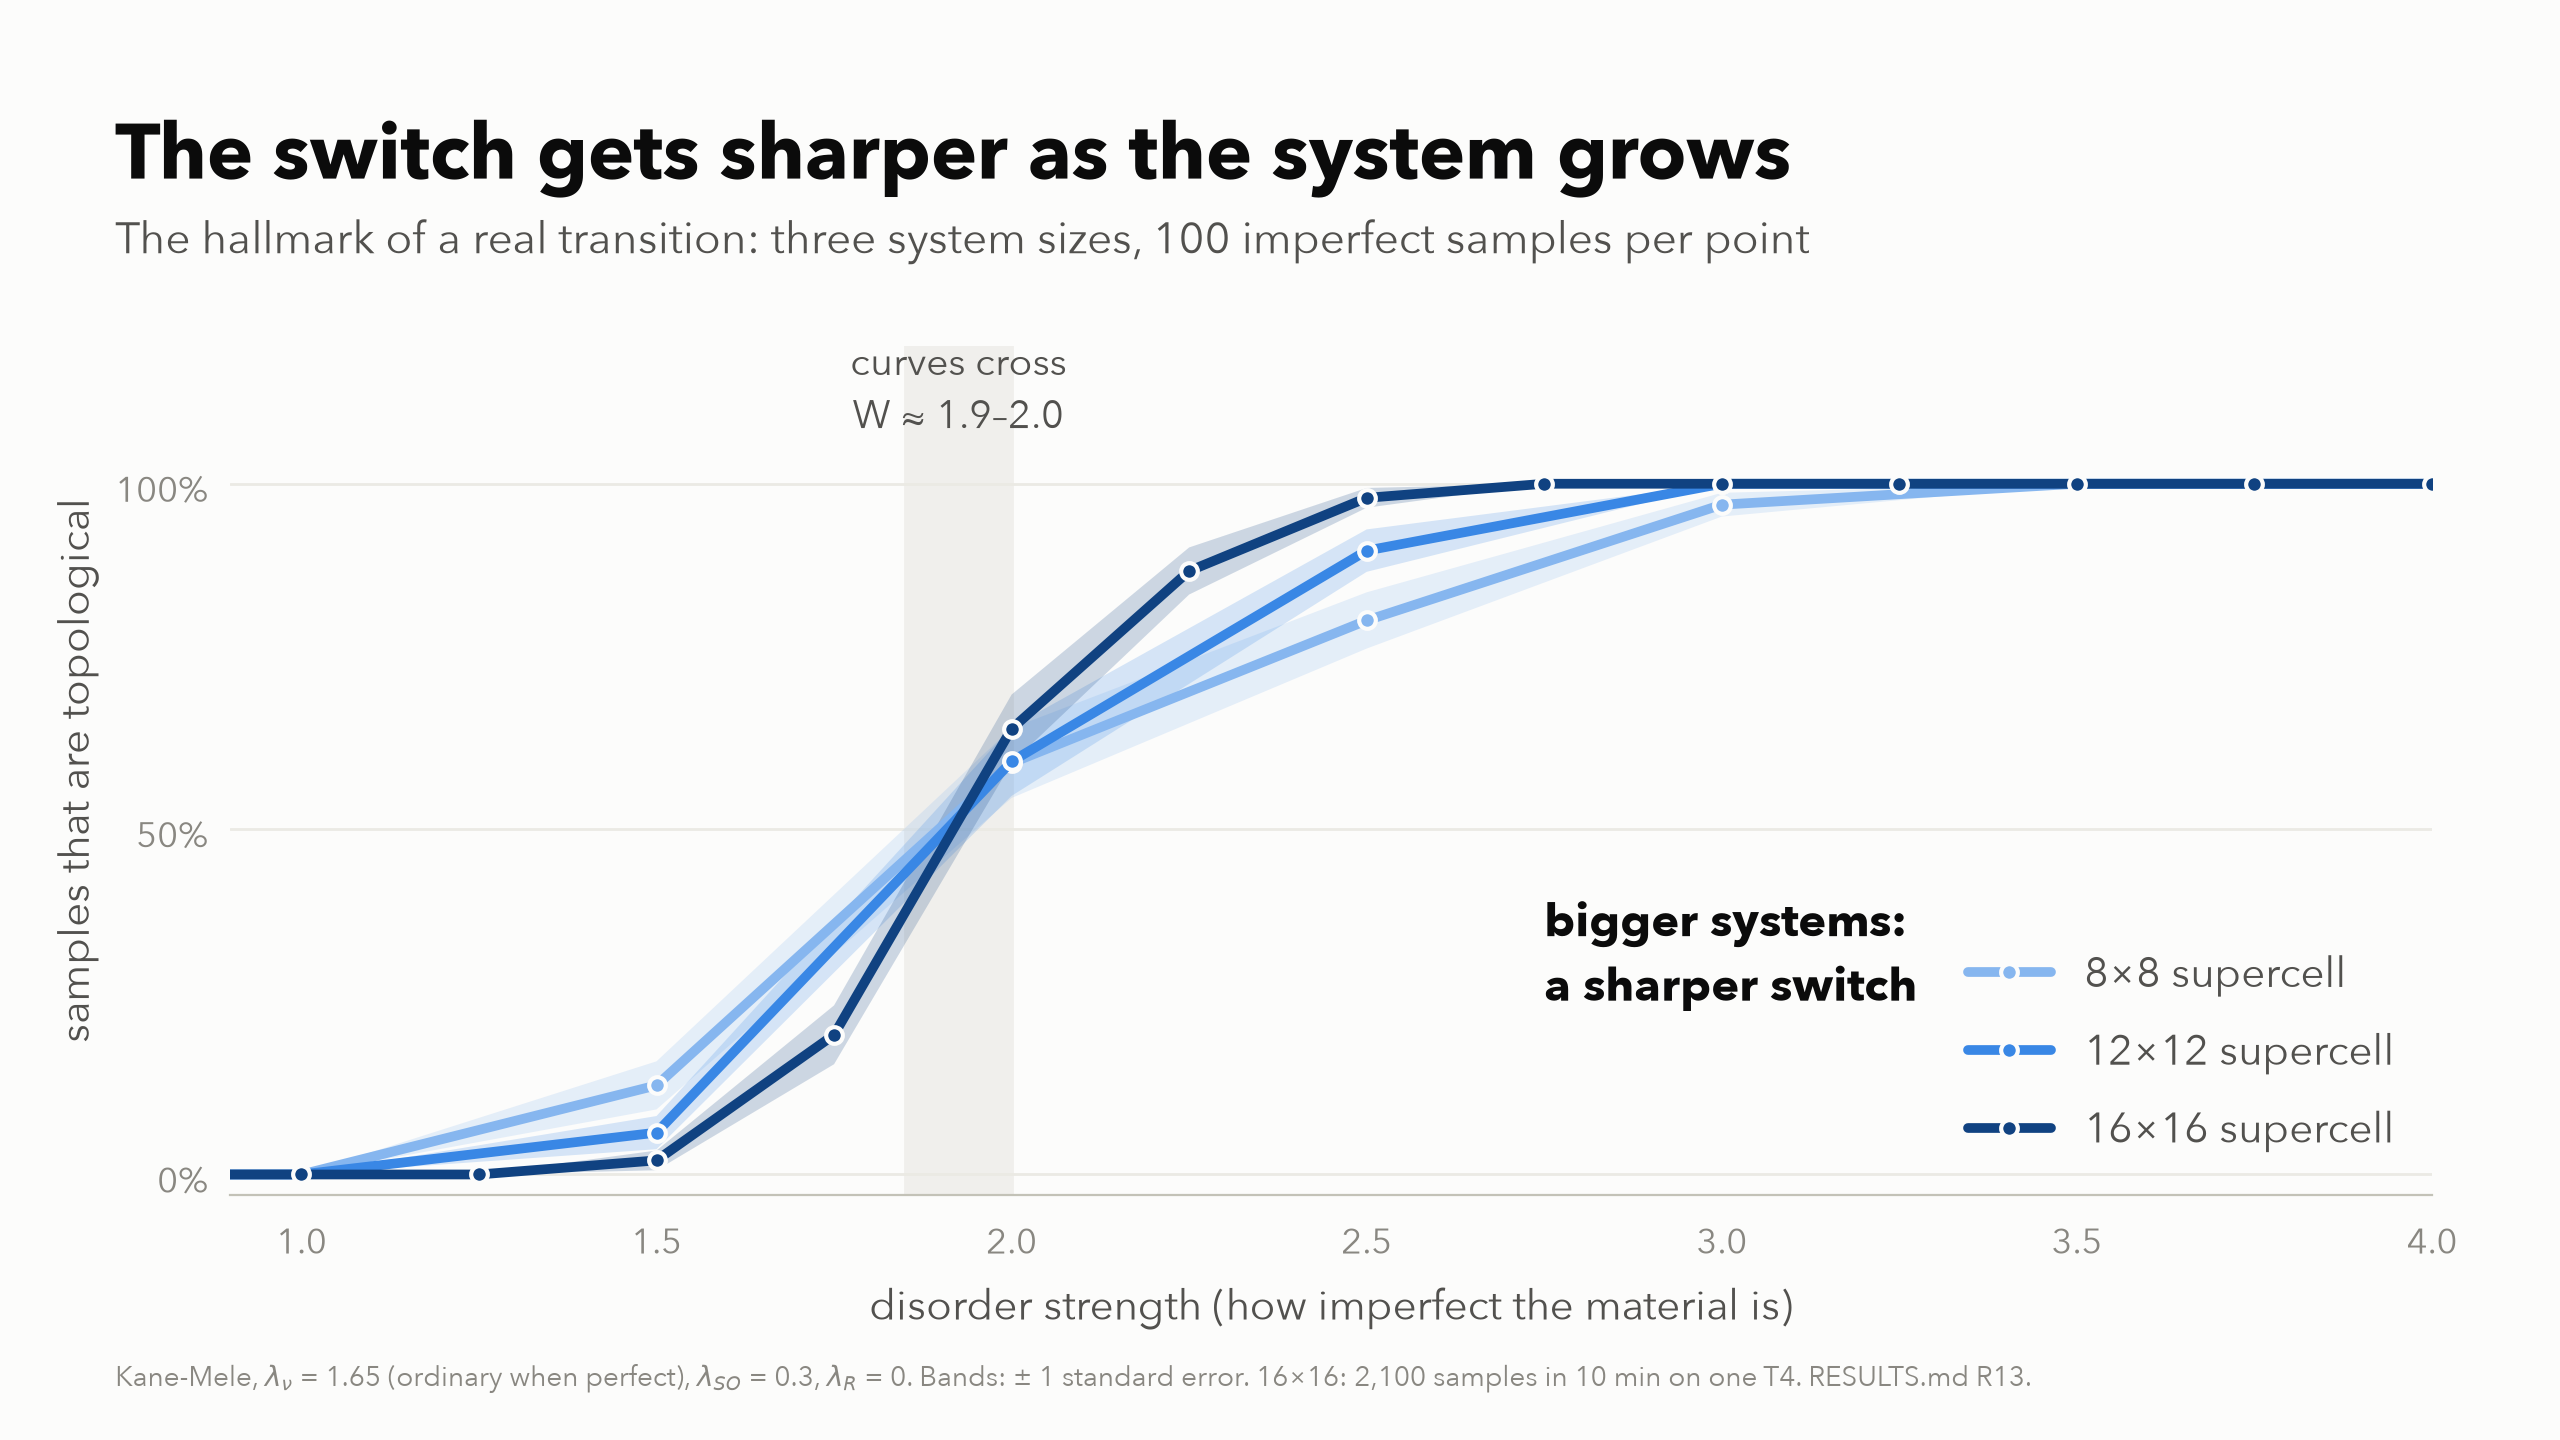 The switch gets sharper as the system grows
The hallmark of a real transition: three system sizes, 100 imperfect samples per point
curves cross
W ≈ 1.9–2.0
samples that are topological
100%
50%
0%
bigger systems:
a sharper switch
8×8 supercell
12×12 supercell
16×16 supercell
1.0 1.5 2.0 2.5 3.0 3.5 4.0
disorder strength (how imperfect the material is)
Kane-Mele, λᵥ = 1.65 (ordinary when perfect), λSO = 0.3, λR = 0. Bands: ± 1 standard error. 16×16: 2,100 samples in 10 min on one T4. RESULTS.md R13.